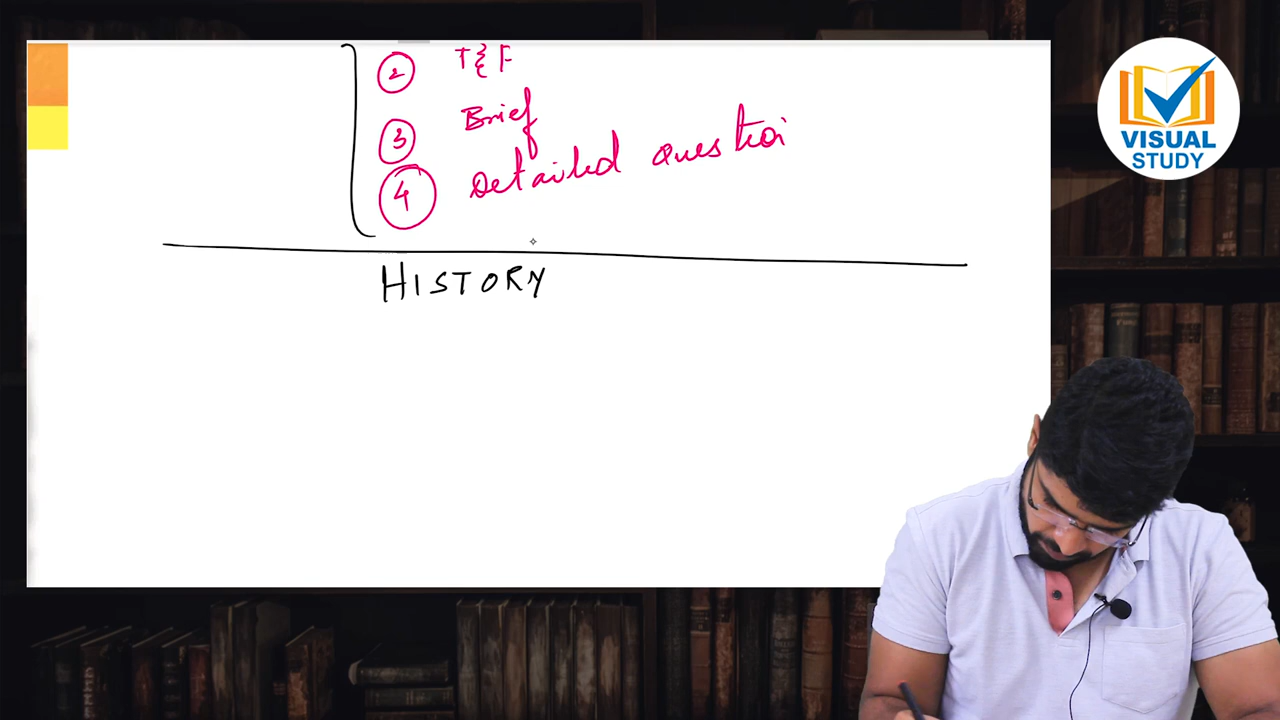 2 T & F
3 Brief
4 Detailed questio
HISTORY
VISUAL
STUDY